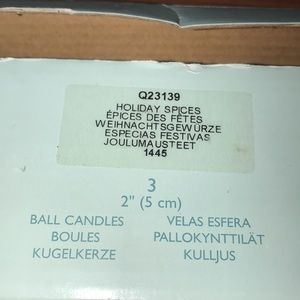 Q23139
HOLIDAY SPICES
ÉPICES DES FÊTES
WEIHNACHTSGEWÜRZE
ESPECIAS FESTIVAS
JOULUMAUSTEET
1445
3
2" (5 cm)
BALL CANDLES
BOULES
KUGELKERZE
VELAS ESFERA
PALLOKYNTTILÄT
KULLJUS